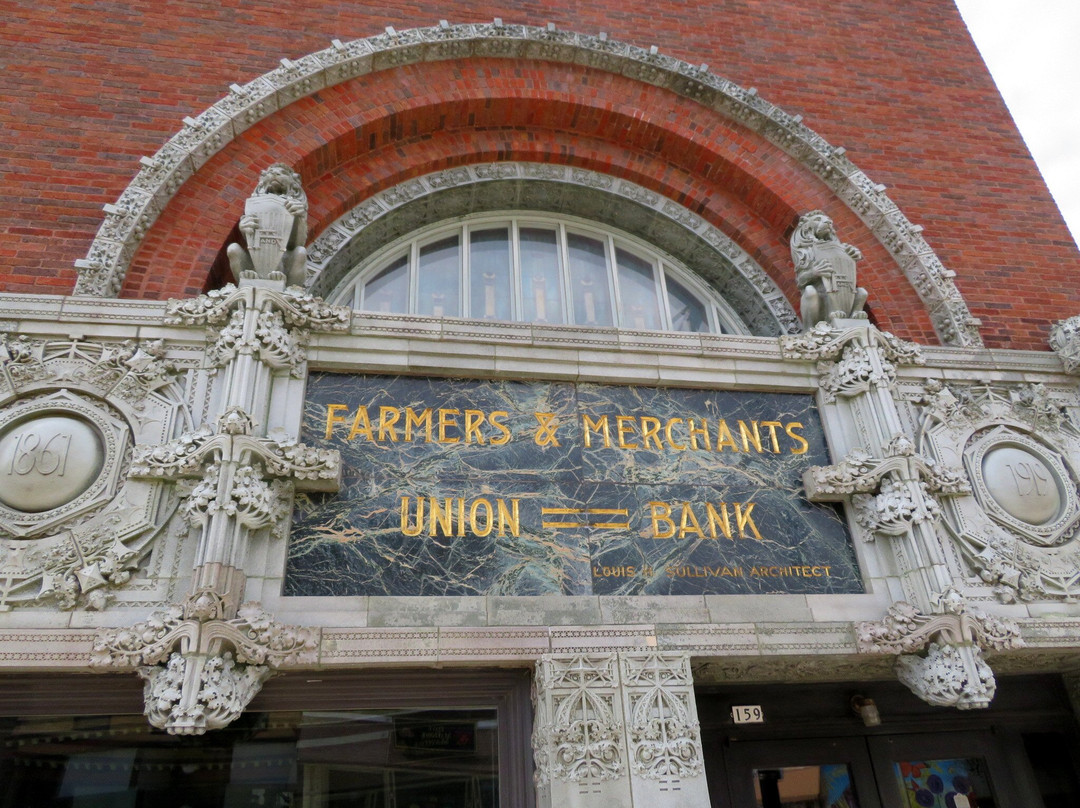 FARMERS & MERCHANTS
UNION == BANK
LOUIS H SULLIVAN ARCHITECT
1861
1919
159